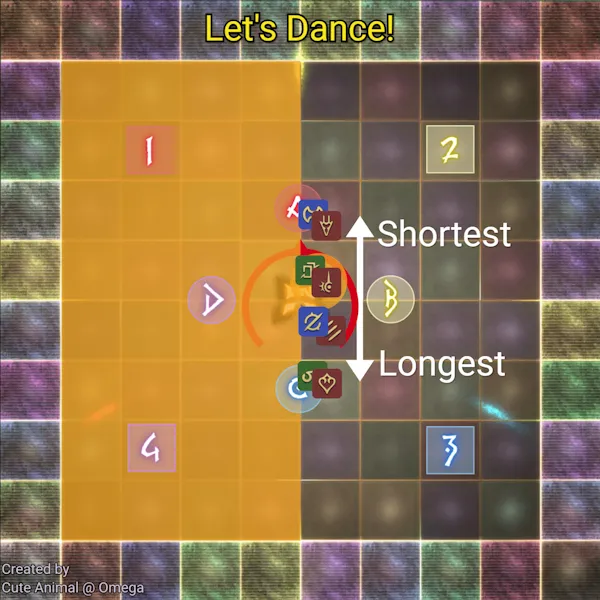 Let's Dance!
1
2
A
Shortest
D
B
Longest
C
4
3
Created by
Cute Animal @ Omega